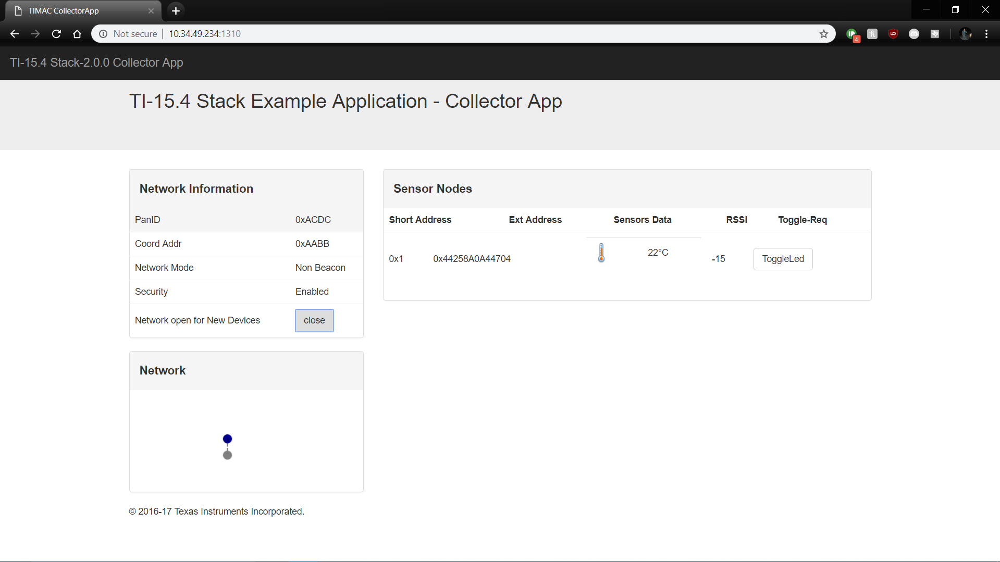 TIMAC CollectorApp
Not secure | 10.34.49.234:1310
4
TI-15.4 Stack-2.0.0 Collector App
TI-15.4 Stack Example Application - Collector App
Network Information
PanID 0xACDC
Coord Addr 0xAABB
Network Mode Non Beacon
Security Enabled
Network open for New Devices close
Sensor Nodes
Short Address Ext Address Sensors Data RSSI Toggle-Req
0x1 0x44258A0A44704 22°C -15 ToggleLed
Network
© 2016-17 Texas Instruments Incorporated.